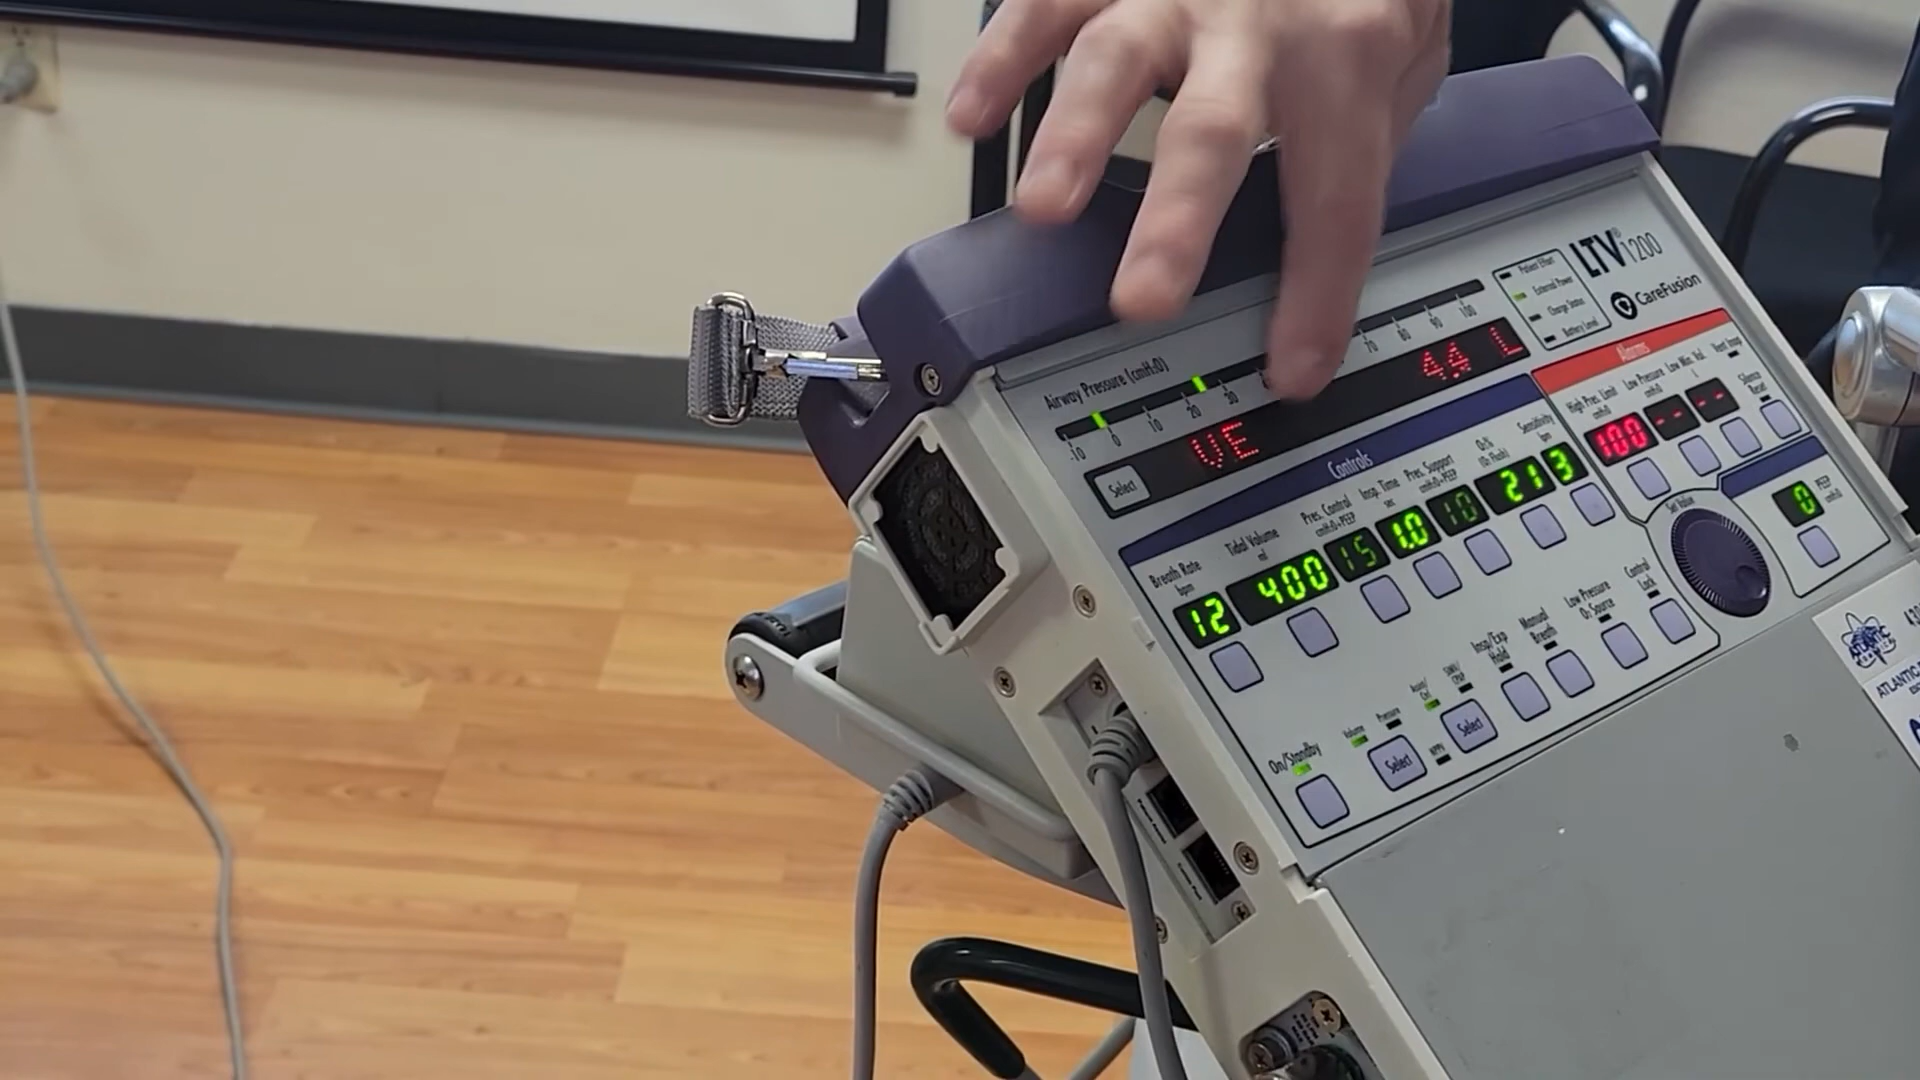 LTV® 1200
CareFusion
Patient Effort
External Power
Charge Status
Battery Level
Airway Pressure (cmH2O)
-10 0 10 20 30 70 80 90 100
Select
VE 4.8 L
Controls
Alarms
Breath Rate bpm
Tidal Volume ml
Pres. Control cmH2O+PEEP
Insp. Time sec
Pres. Support cmH2O+PEEP
O2% (O2 Flush)
Sensitivity lpm
12 400 15 1.0 10 21 3
High Pres. Limit cmH2O
Low Pressure cmH2O
Low Min. Vol. L
Vent Inop
Silence Reset
100 -- --
Set Value
0
PEEP cmH2O
On/Standby
Volume
Pressure
NPPV
Select
Assist/Ctrl
SIMV/CPAP
Select
Insp/Exp Hold
Manual Breath
Low Pressure O2 Source
Control Lock
ATLANTIC
ATLANTIC